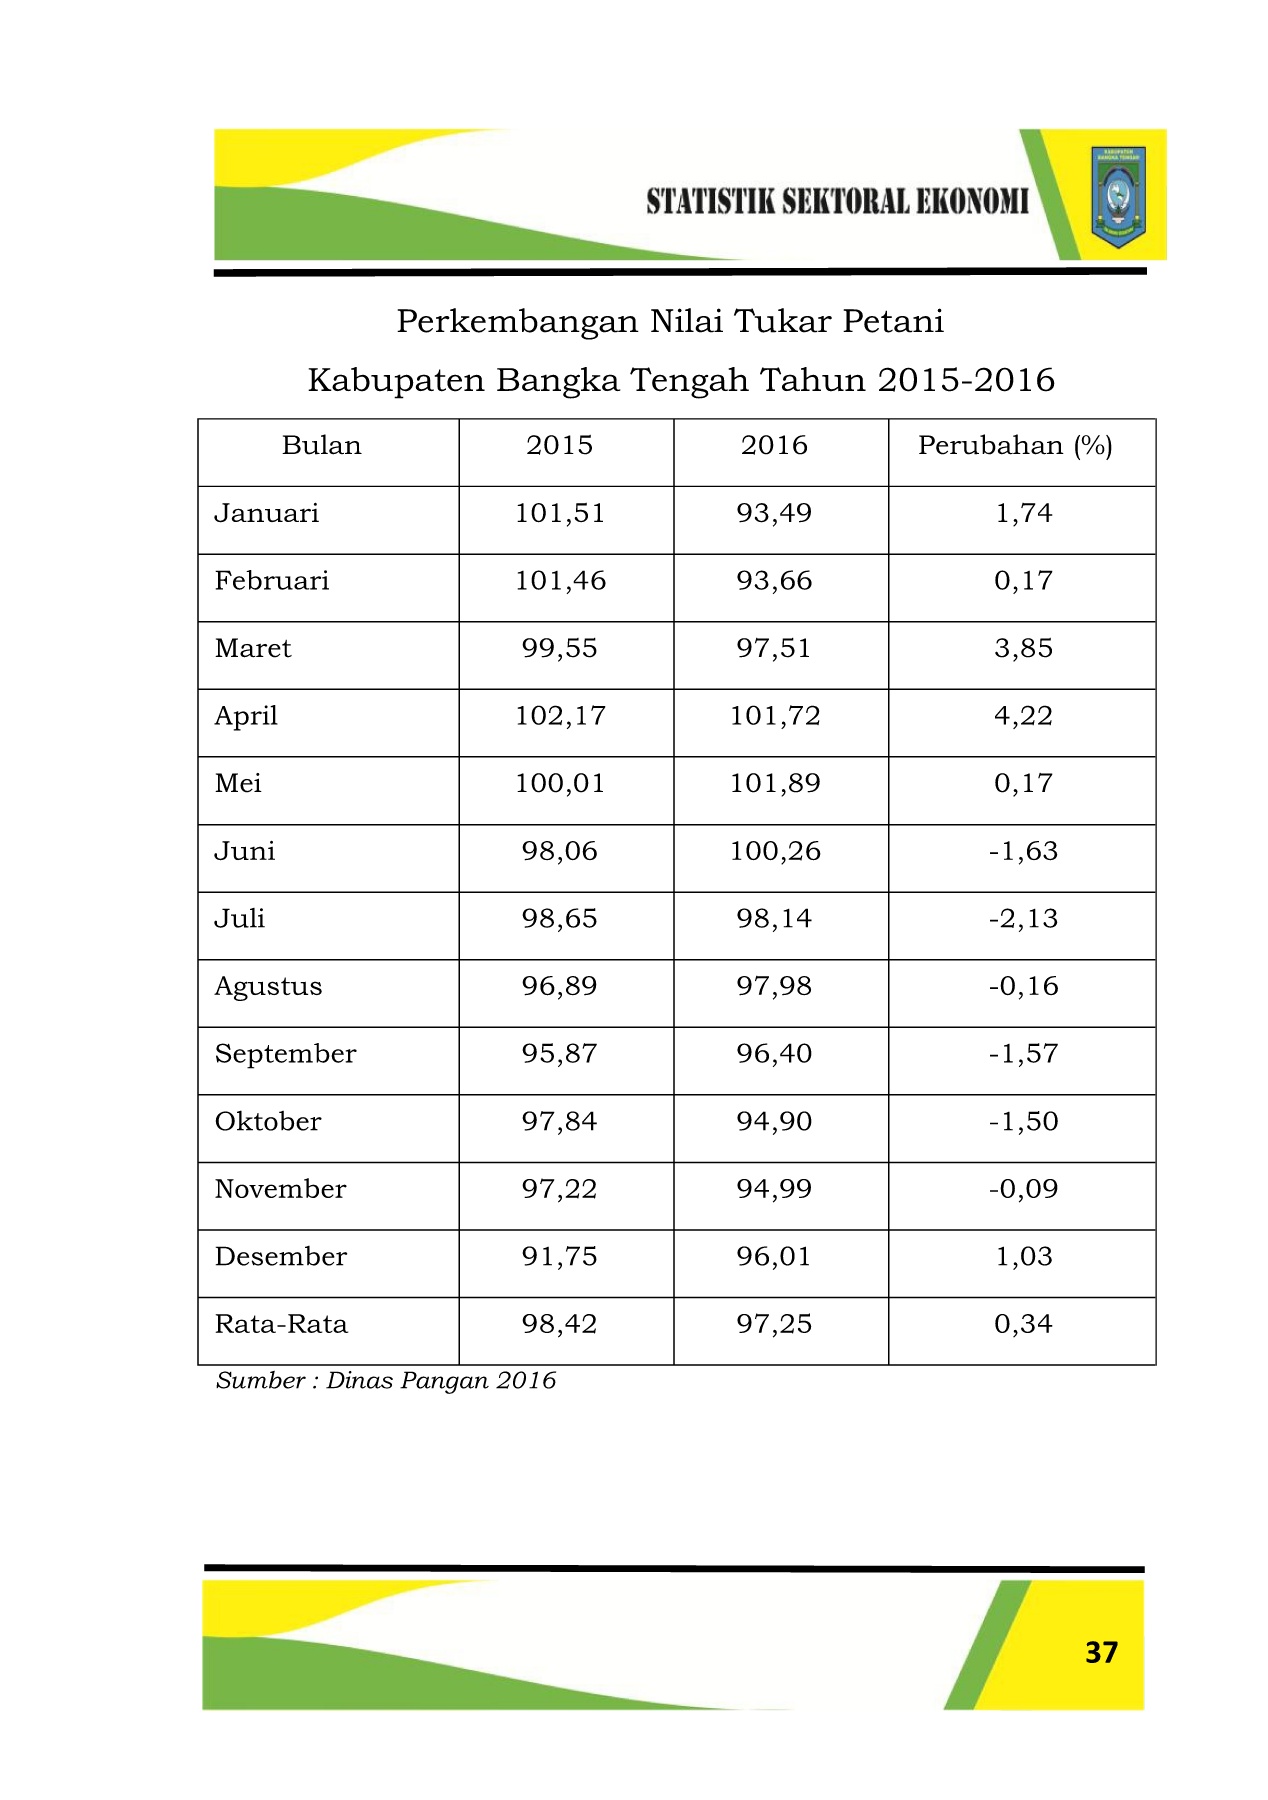 STATISTIK SEKTORAL EKONOMI
KABUPATEN
BANGKA TENGAH
Perkembangan Nilai Tukar Petani
Kabupaten Bangka Tengah Tahun 2015-2016
Bulan 2015 2016 Perubahan (%)
Januari 101,51 93,49 1,74
Februari 101,46 93,66 0,17
Maret 99,55 97,51 3,85
April 102,17 101,72 4,22
Mei 100,01 101,89 0,17
Juni 98,06 100,26 -1,63
Juli 98,65 98,14 -2,13
Agustus 96,89 97,98 -0,16
September 95,87 96,40 -1,57
Oktober 97,84 94,90 -1,50
November 97,22 94,99 -0,09
Desember 91,75 96,01 1,03
Rata-Rata 98,42 97,25 0,34
Sumber : Dinas Pangan 2016
37